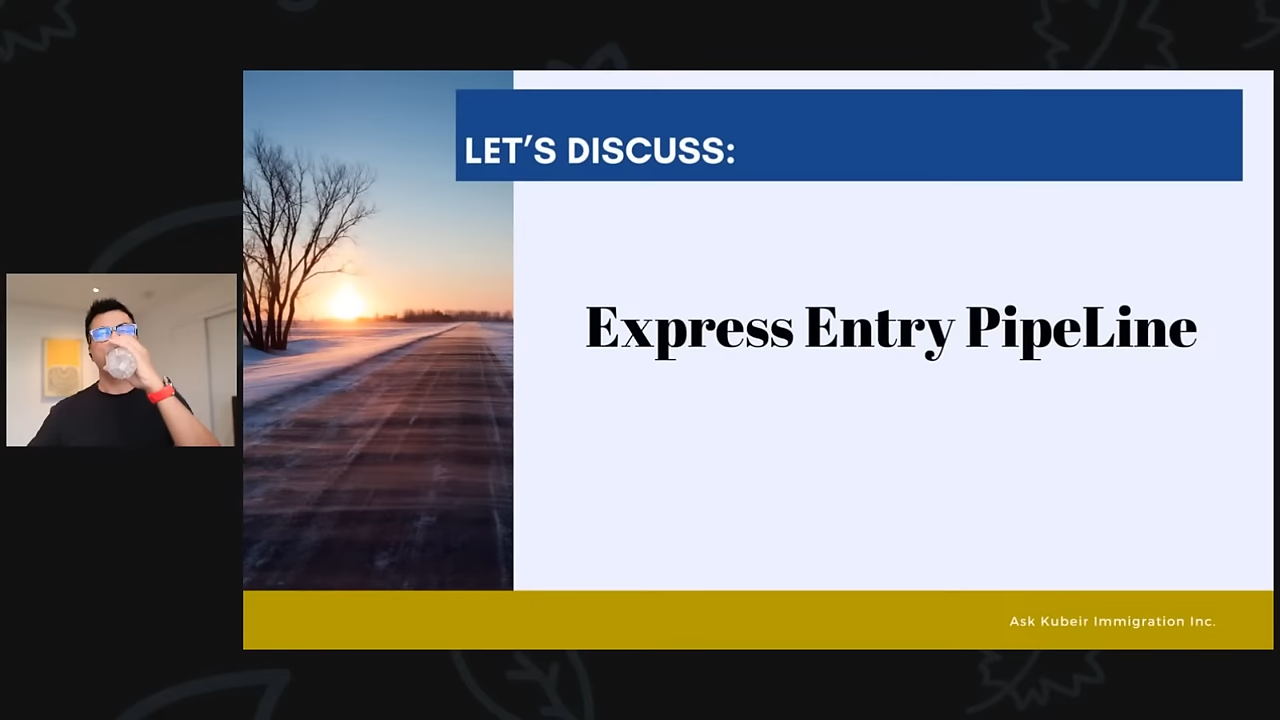 LET’S DISCUSS:
Express Entry PipeLine
Ask Kubeir Immigration Inc.